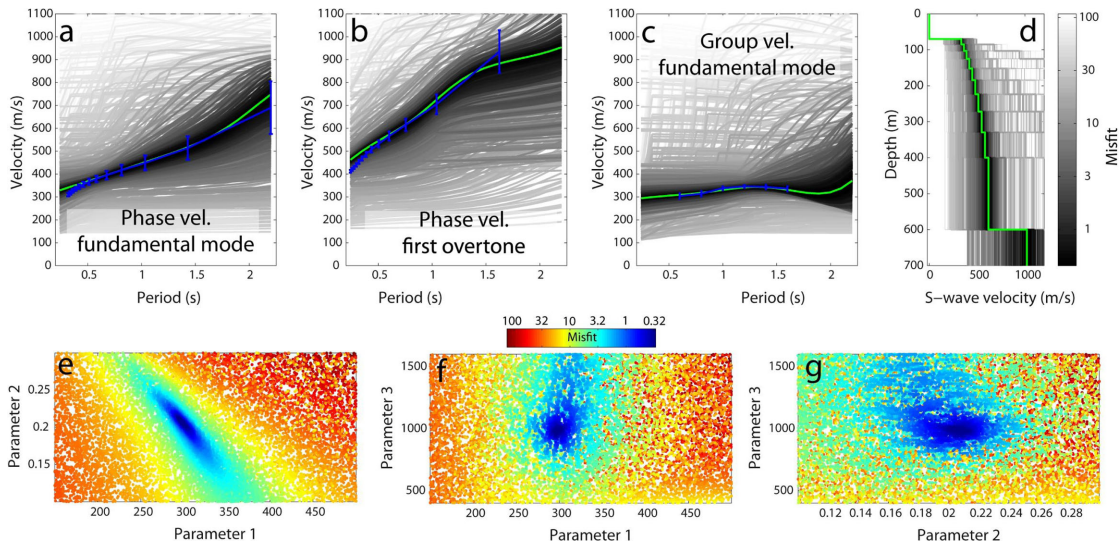 a
1100
1000
900
800
700
600
500
400
300
200
100
0
Velocity (m/s)
Phase vel.
fundamental mode
0.5 1 1.5 2
Period (s)
b
1100
1000
900
800
700
600
500
400
300
200
100
0
Velocity (m/s)
Phase vel.
first overtone
0.5 1 1.5 2
Period (s)
c
Group vel.
fundamental mode
1100
1000
900
800
700
600
500
400
300
200
100
0
Velocity (m/s)
0.5 1 1.5 2
Period (s)
d
0
100
200
300
400
500
600
700
Depth (m)
0 500 1000
S−wave velocity (m/s)
100
30
10
3
1
Misfit
100 32 10 3.2 1 0.32
Misfit
e
0.25
0.2
0.15
Parameter 2
200 250 300 350 400 450
Parameter 1
f
1500
1000
500
Parameter 3
200 250 300 350 400 450
Parameter 1
g
1500
1000
500
Parameter 3
0.12 0.14 0.16 0.18 0.2 0.22 0.24 0.26 0.28
Parameter 2